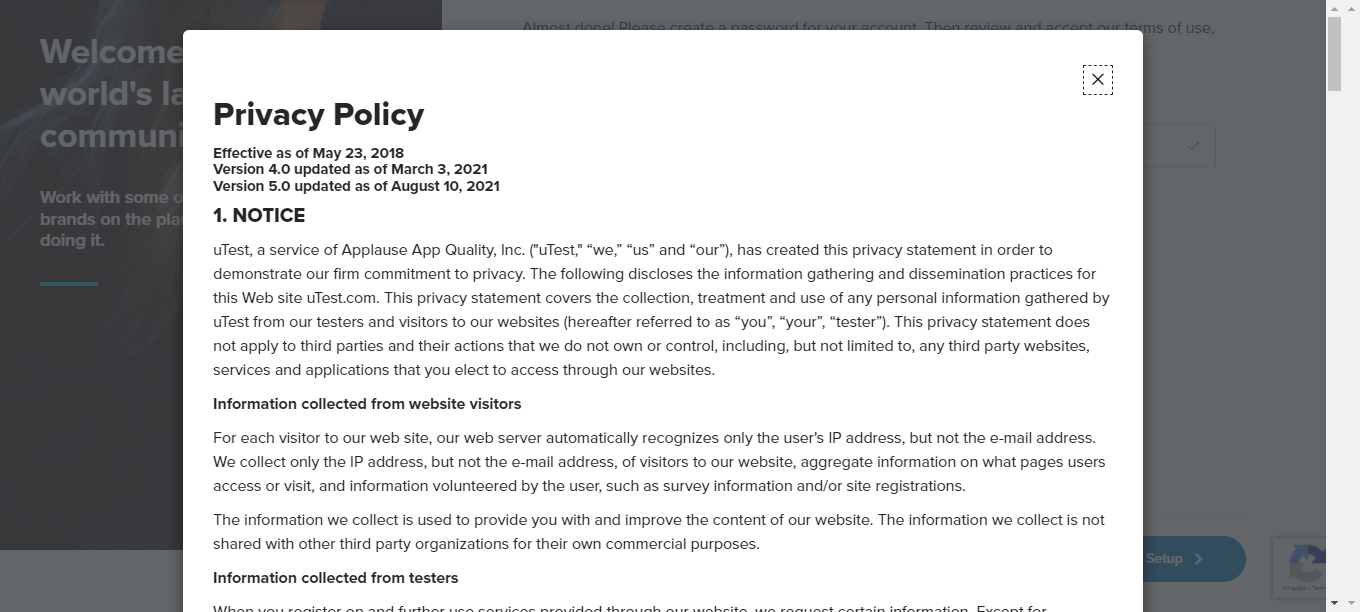 Almost done! Please create a password for your account. Then review and accept our terms of use,
Welcome
world's la
communi
Work with some o
brands on the pla
doing it.
Privacy Policy
Effective as of May 23, 2018
Version 4.0 updated as of March 3, 2021
Version 5.0 updated as of August 10, 2021
1. NOTICE
uTest, a service of Applause App Quality, Inc. ("uTest," “we,” “us” and “our”), has created this privacy statement in order to
demonstrate our firm commitment to privacy. The following discloses the information gathering and dissemination practices for
this Web site uTest.com. This privacy statement covers the collection, treatment and use of any personal information gathered by
uTest from our testers and visitors to our websites (hereafter referred to as “you”, “your”, “tester”). This privacy statement does
not apply to third parties and their actions that we do not own or control, including, but not limited to, any third party websites,
services and applications that you elect to access through our websites.
Information collected from website visitors
For each visitor to our web site, our web server automatically recognizes only the user's IP address, but not the e-mail address.
We collect only the IP address, but not the e-mail address, of visitors to our website, aggregate information on what pages users
access or visit, and information volunteered by the user, such as survey information and/or site registrations.
The information we collect is used to provide you with and improve the content of our website. The information we collect is not
shared with other third party organizations for their own commercial purposes.
Information collected from testers
When you register on and further use services provided through our website, we request certain information. Except for
Setup